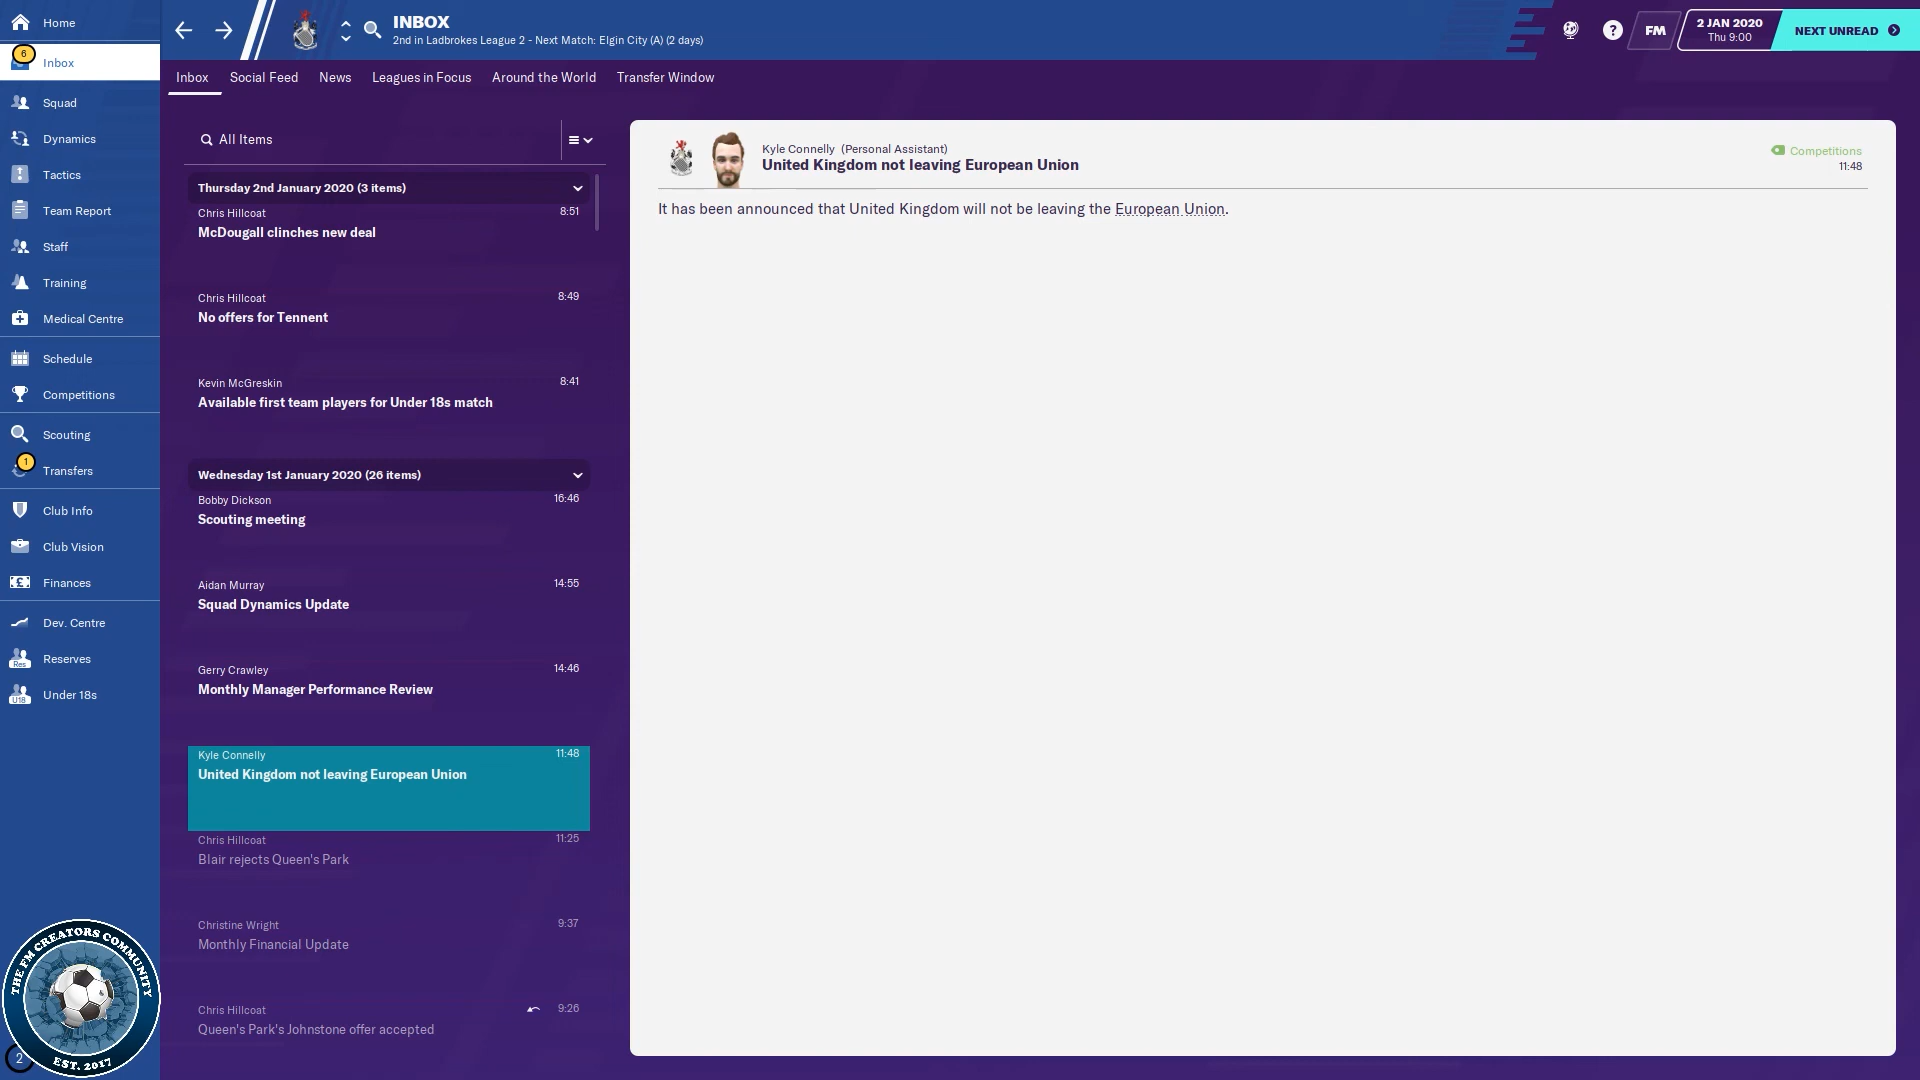 Home
6
Inbox
Squad
Dynamics
Tactics
Team Report
Staff
Training
Medical Centre
Schedule
Competitions
Scouting
1
Transfers
Club Info
Club Vision
Finances
Dev. Centre
Res
Reserves
U18
Under 18s
THE FM CREATORS COMMUNITY
EST. 2017
2
INBOX
2nd in Ladbrokes League 2 - Next Match: Elgin City (A) (2 days)
?
FM
2 JAN 2020
Thu 9:00
NEXT UNREAD
Inbox Social Feed News Leagues in Focus Around the World Transfer Window
All Items
Thursday 2nd January 2020 (3 items)
Chris Hillcoat 8:51
McDougall clinches new deal
Chris Hillcoat 8:49
No offers for Tennent
Kevin McGreskin 8:41
Available first team players for Under 18s match
Wednesday 1st January 2020 (26 items)
Bobby Dickson 16:46
Scouting meeting
Aidan Murray 14:55
Squad Dynamics Update
Gerry Crawley 14:46
Monthly Manager Performance Review
Kyle Connelly 11:48
United Kingdom not leaving European Union
Chris Hillcoat 11:25
Blair rejects Queen's Park
Christine Wright 9:37
Monthly Financial Update
Chris Hillcoat 9:26
Queen's Park's Johnstone offer accepted
Kyle Connelly (Personal Assistant)
United Kingdom not leaving European Union
Competitions
11:48
It has been announced that United Kingdom will not be leaving the European Union.